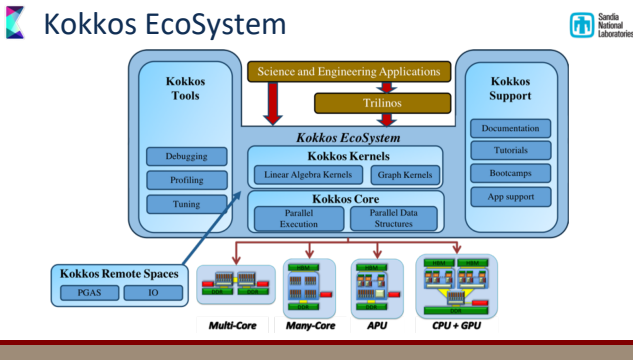 Kokkos EcoSystem
Sandia
National
Laboratories
Kokkos
Tools
Debugging
Profiling
Tuning
Science and Engineering Applications
Trilinos
Kokkos EcoSystem
Kokkos Kernels
Linear Algebra Kernels
Graph Kernels
Kokkos Core
Parallel
Execution
Parallel Data
Structures
Kokkos
Support
Documentation
Tutorials
Bootcamps
App support
Kokkos Remote Spaces
PGAS
IO
DDR
DDR
HBM
DDR
HBM
DDR
HBM
HBM
DDR
Multi-Core
Many-Core
APU
CPU + GPU